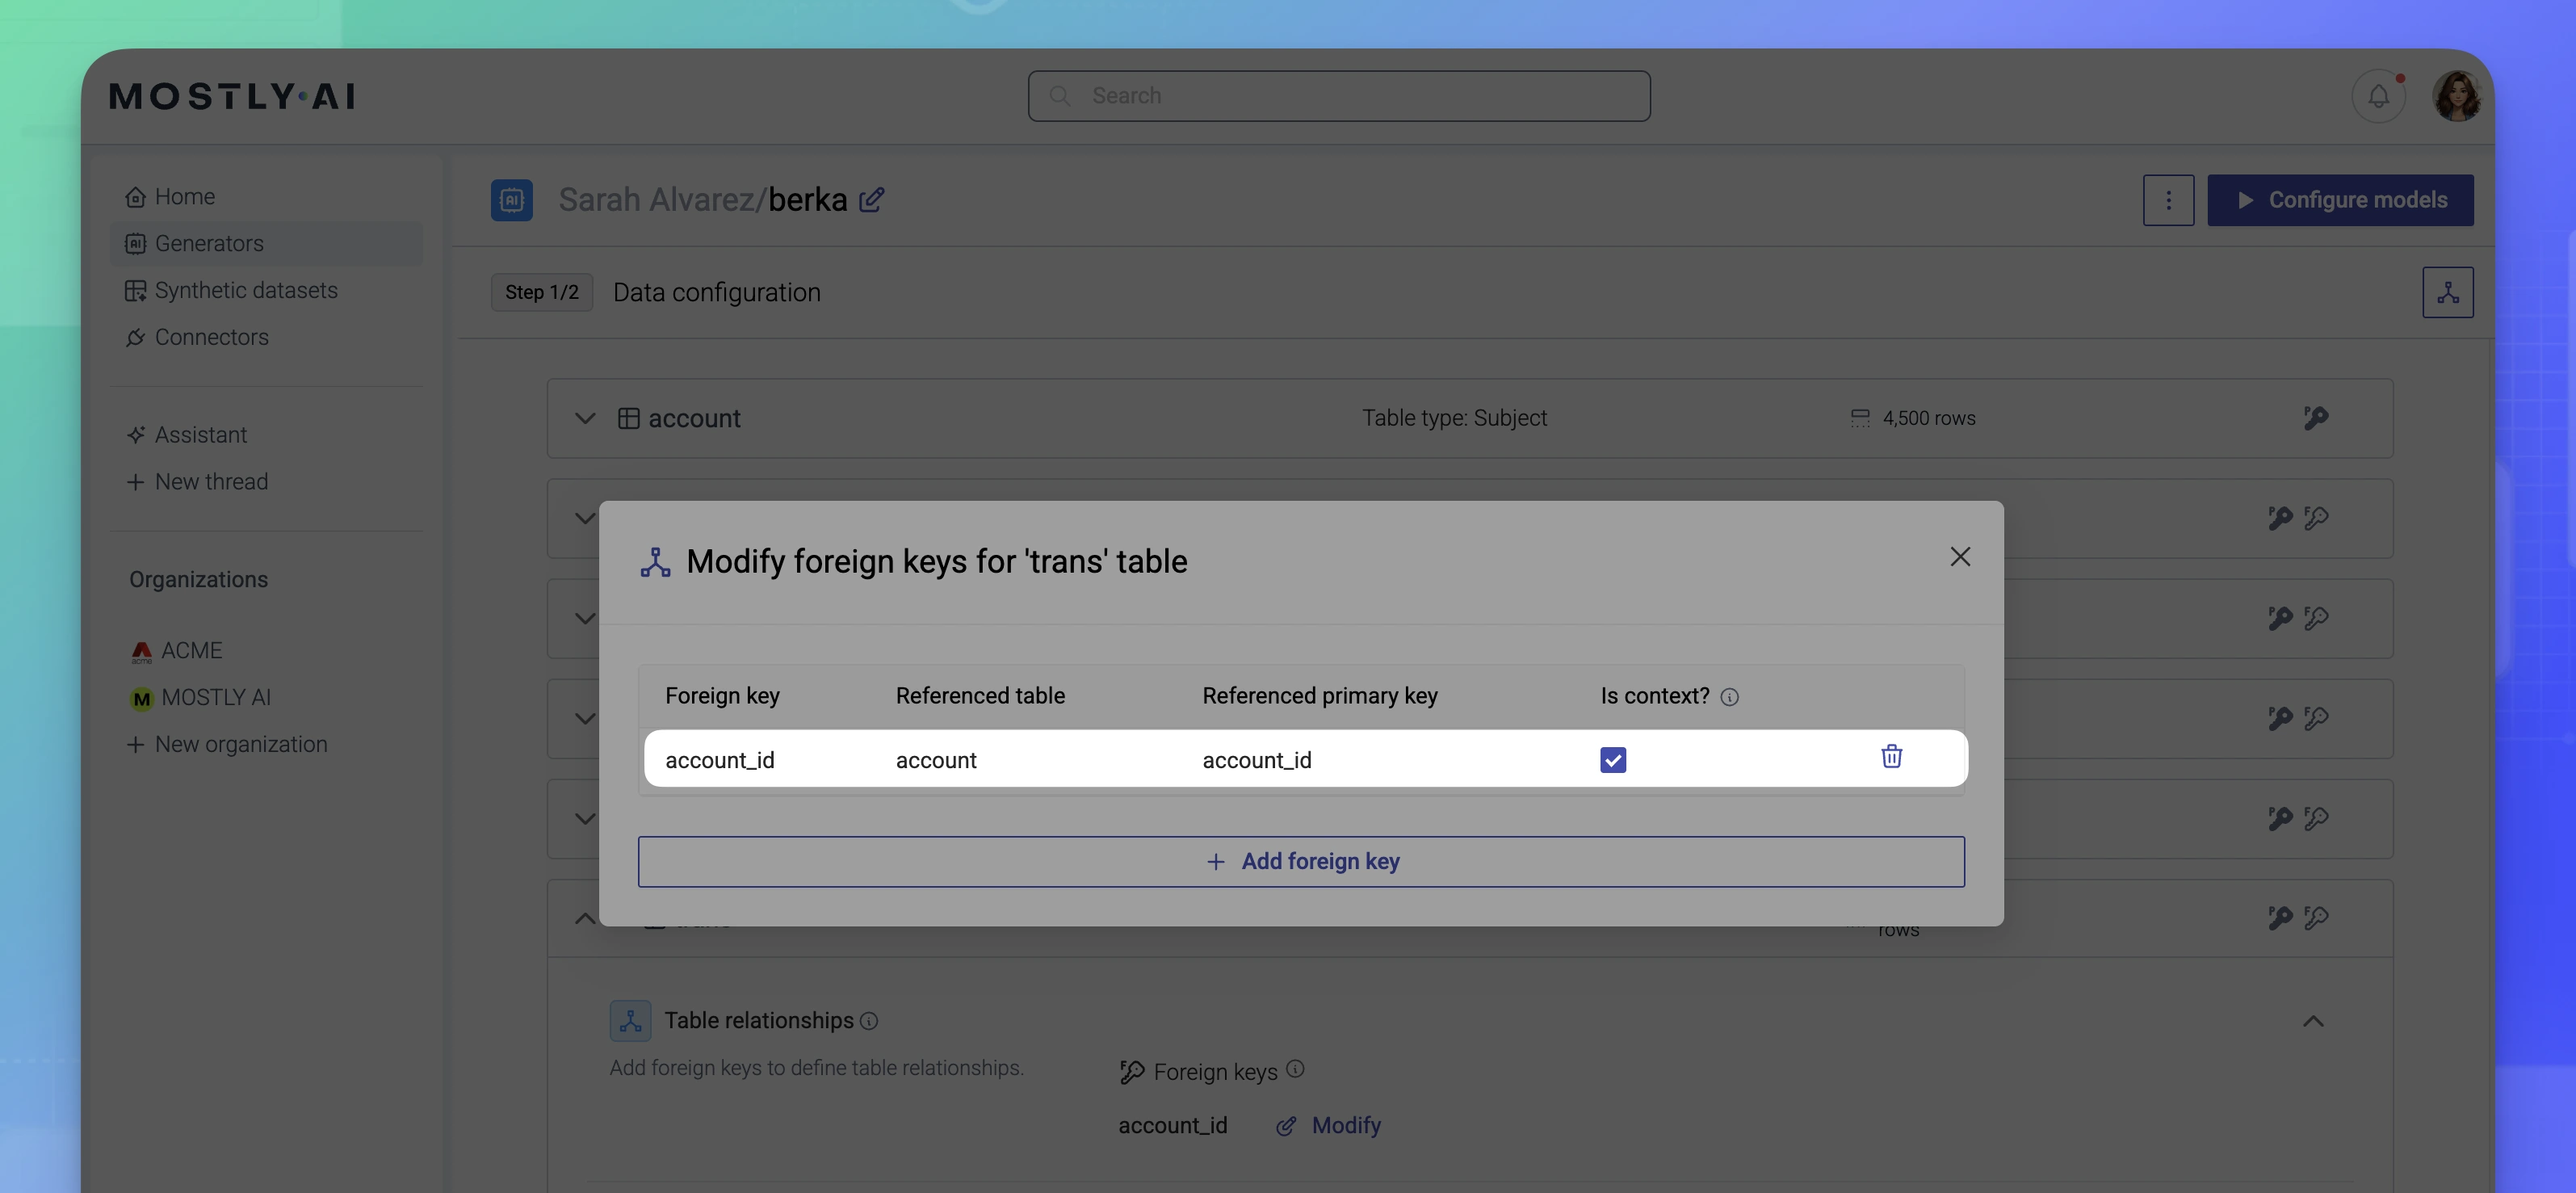 MOSTLY·AI
Search
Home
Generators
Synthetic datasets
Connectors
Assistant
New thread
Organizations
acme ACME
M MOSTLY AI
New organization
AI Sarah Alvarez/berka
Configure models
Step 1/2 Data configuration
account Table type: Subject 4,500 rows
Modify foreign keys for 'trans' table
Foreign key Referenced table Referenced primary key Is context?
account_id account account_id
+ Add foreign key
rows
Table relationships
Add foreign keys to define table relationships.
Foreign keys
account_id Modify